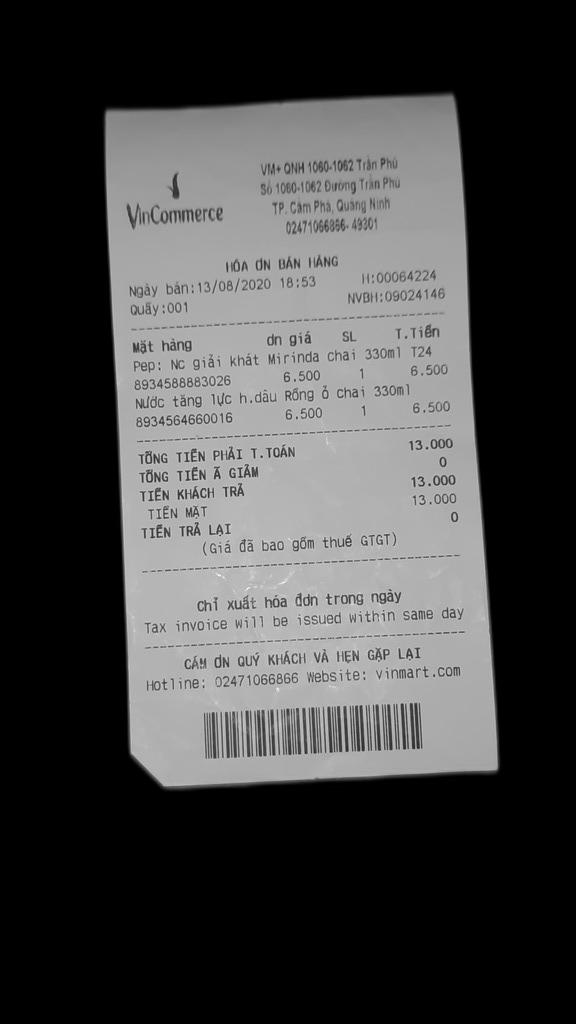 VinCommerce
VM+ QNH 1060-1062 Trần Phú
Số 1060-1062 Đường Trần Phú
TP. Cẩm Phả, Quảng Ninh
02471066866- 49301
HÓA ƠN BÁN HÀNG
Ngày bán:13/08/2020 18:53 H:00064224
Quầy:001 NVBH:09024146
Mặt hàng ơn giá SL T.Tiền
Pep: Nc giải khát Mirinda chai 330ml T24
8934588883026 6.500 1 6.500
Nước tăng lực h.dâu Rồng ỏ chai 330ml
8934564660016 6.500 1 6.500
TỔNG TIỀN PHẢI T.TOÁN 13.000
TỔNG TIỀN Ã GIẢM 0
TIỀN KHÁCH TRẢ 13.000
TIỀN MẶT 13.000
TIỀN TRẢ LẠI 0
(Giá đã bao gồm thuế GTGT)
Chỉ xuất hóa đơn trong ngày
Tax invoice will be issued within same day
CẢM ƠN QUÝ KHÁCH VÀ HẸN GẶP LẠI
Hotline: 02471066866 Website: vinmart.com